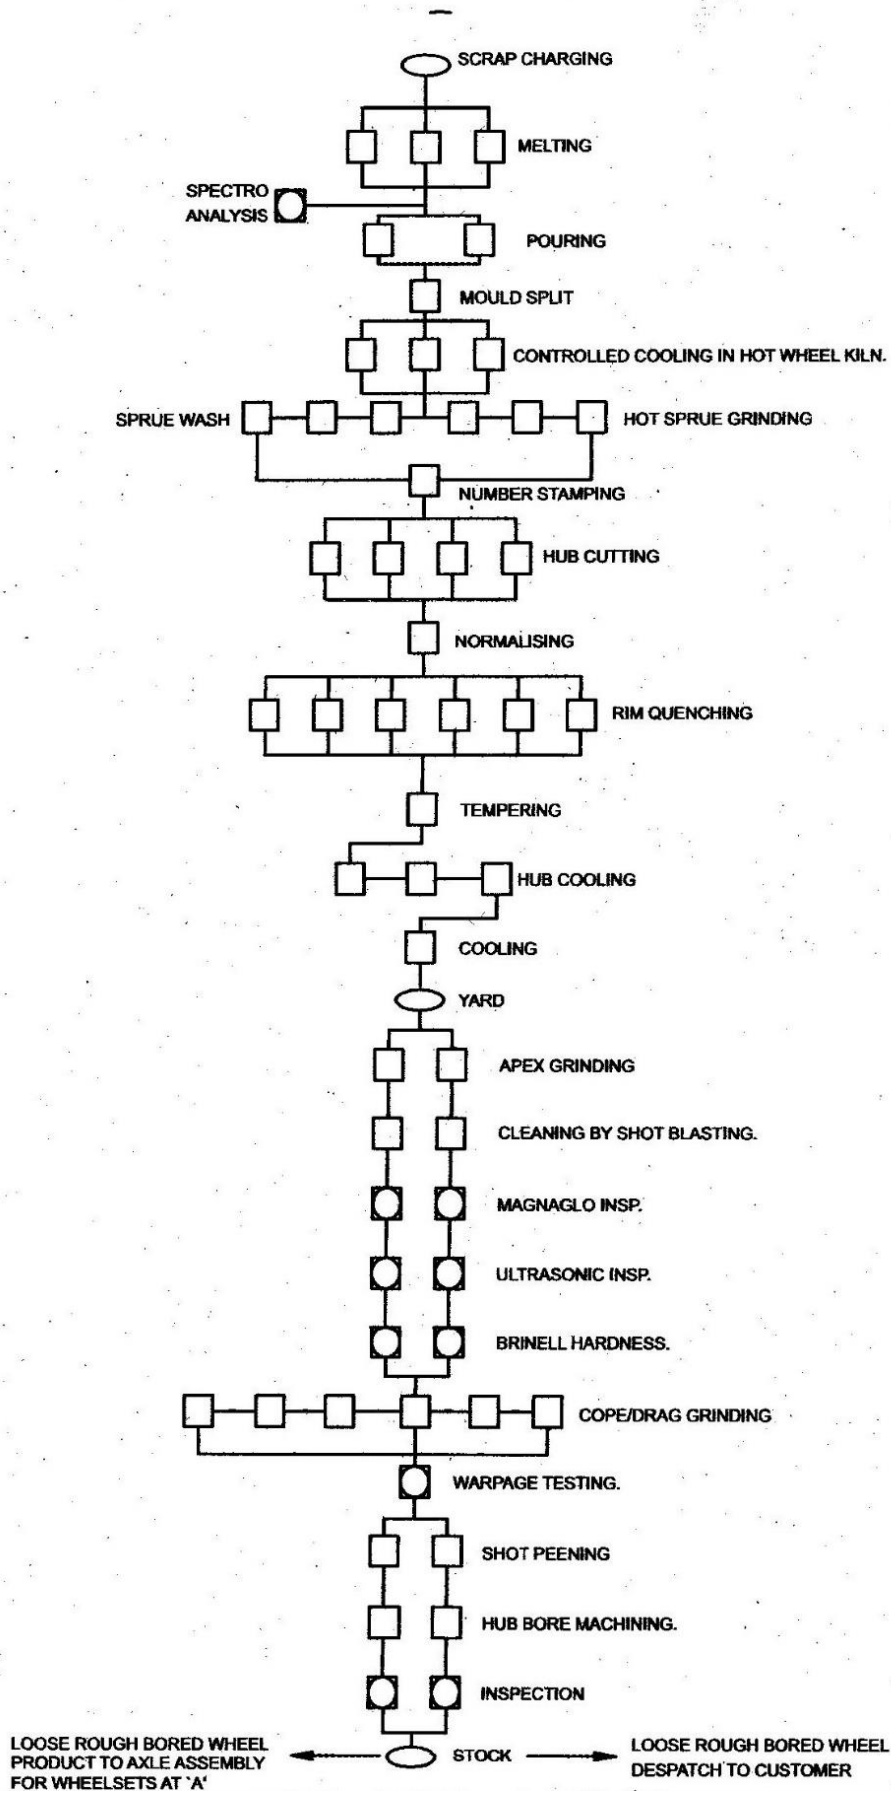 SCRAP CHARGING
MELTING
SPECTRO
ANALYSIS
POURING
MOULD SPLIT
CONTROLLED COOLING IN HOT WHEEL KILN.
SPRUE WASH
HOT SPRUE GRINDING
NUMBER STAMPING
HUB CUTTING
NORMALISING
RIM QUENCHING
TEMPERING
HUB COOLING
COOLING
YARD
APEX GRINDING
CLEANING BY SHOT BLASTING.
MAGNAGLO INSP.
ULTRASONIC INSP.
BRINELL HARDNESS.
COPE/DRAG GRINDING
WARPAGE TESTING.
SHOT PEENING
HUB BORE MACHINING.
INSPECTION
LOOSE ROUGH BORED WHEEL
PRODUCT TO AXLE ASSEMBLY
FOR WHEELSETS AT `A'
STOCK
LOOSE ROUGH BORED WHEEL
DESPATCH TO CUSTOMER